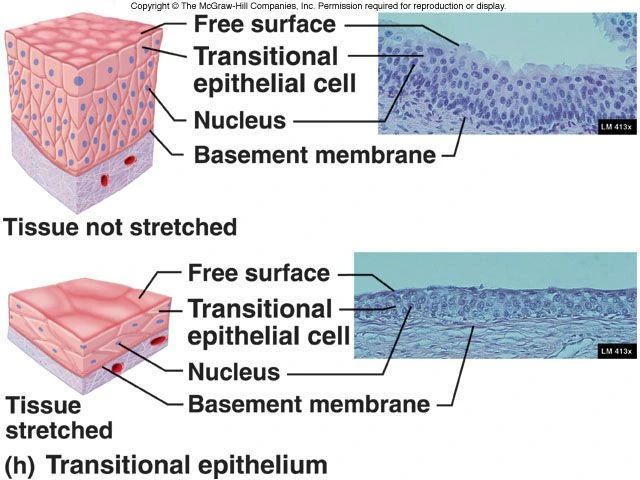 Copyright © The McGraw-Hill Companies, Inc. Permission required for reproduction or display.
Free surface
Transitional
epithelial cell
Nucleus
Basement membrane
LM 413x
Tissue not stretched
Free surface
Transitional
epithelial cell
Nucleus
Basement membrane
LM 413x
Tissue
stretched
(h) Transitional epithelium